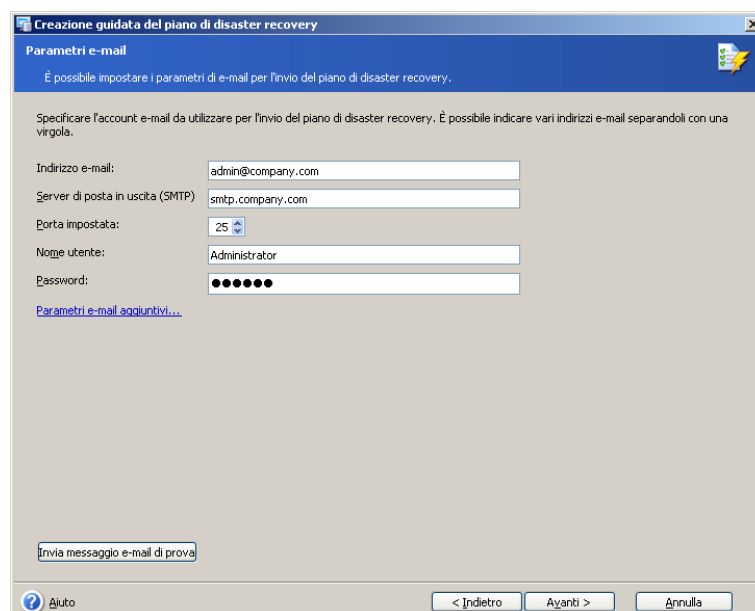 Creazione guidata del piano di disaster recovery
Parametri e-mail
È possibile impostare i parametri di e-mail per l'invio del piano di disaster recovery.
Specificare l'account e-mail da utilizzare per l'invio del piano di disaster recovery. È possibile indicare vari indirizzi e-mail separandoli con una
virgola.
Indirizzo e-mail:
admin@company.com
Server di posta in uscita (SMTP)
smtp.company.com
Porta impostata:
25
Nome utente:
Administrator
Password:
●●●●●●
Parametri e-mail aggiuntivi...
Invia messaggio e-mail di prova
? Aiuto
< Indietro
Avanti >
Annulla